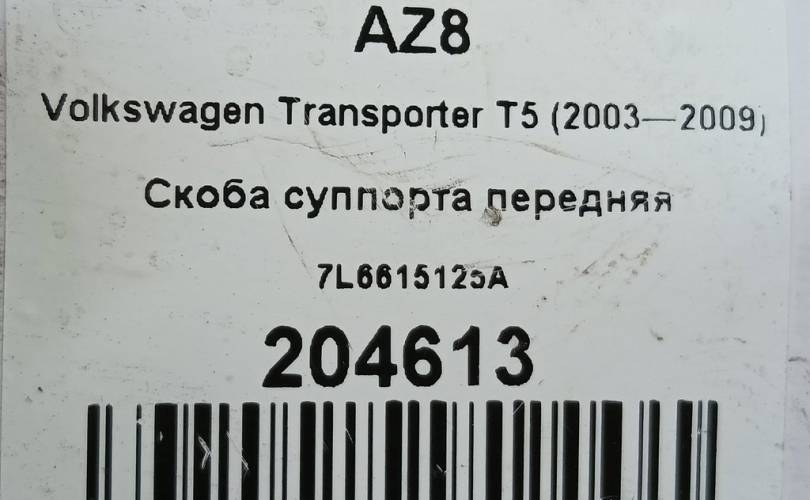 AZ8
Volkswagen Transporter T5 (2003—2009)
Скоба суппорта передняя
7L6615125A
204613